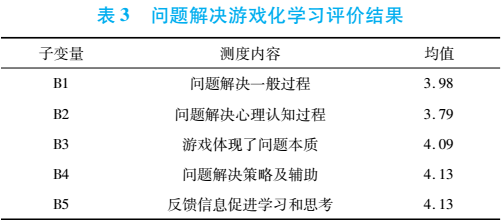 表 3 问题解决游戏化学习评价结果
子变量 测度内容 均值
B1 问题解决一般过程 3.98
B2 问题解决心理认知过程 3.79
B3 游戏体现了问题本质 4.09
B4 问题解决策略及辅助 4.13
B5 反馈信息促进学习和思考 4.13